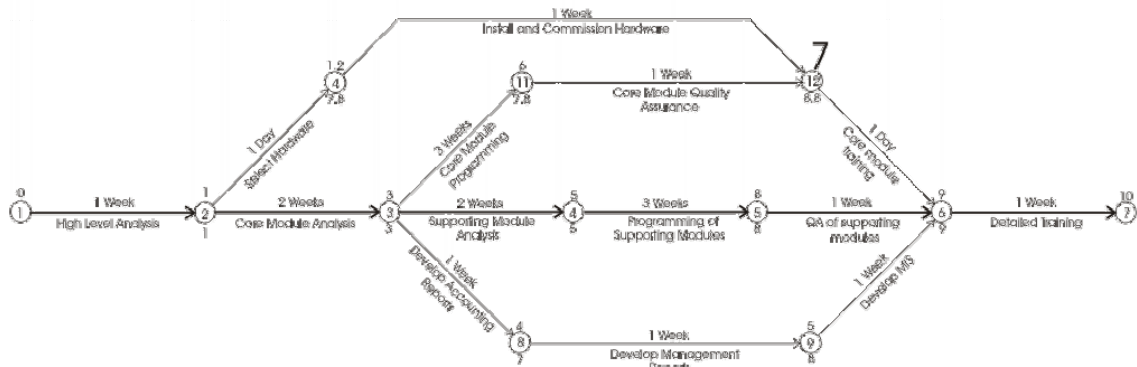 1 Week
Install and Commission Hardware
7
1.2
4
7.8
6
11
7.8
1 Week
Core Module Quality
Assurance
12
8.8
1 Day
Select Hardware
3 Weeks
Core Module
Programming
1 Day
Core module
training
0
1
1 Week
High Level Analysis
1
2
1
2 Weeks
Core Module Analysis
3
3
3
2 Weeks
Supporting Module
Analysis
5
4
5
3 Weeks
Programming of
Supporting Modules
8
5
8
1 Week
QA of supporting
modules
9
6
9
1 Week
Detailed Training
10
7
1 Week
Develop Accounting
Reports
4
8
7
1 Week
Develop Management
5
9
8
1 Week
Develop MIS